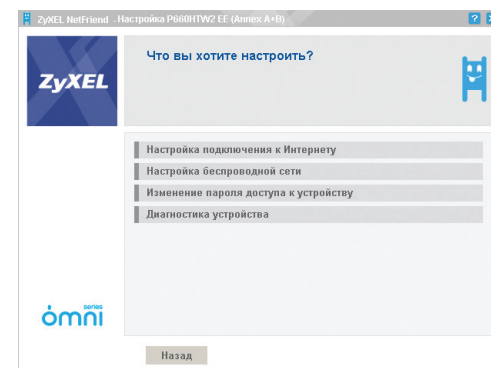 ZyXEL NetFriend - Настройка P660HTW2 EE (Annex A+B)
?
Что вы хотите настроить?
ZyXEL
Настройка подключения к Интернету
Настройка беспроводной сети
Изменение пароля доступа к устройству
Диагностика устройства
series
omni
Назад